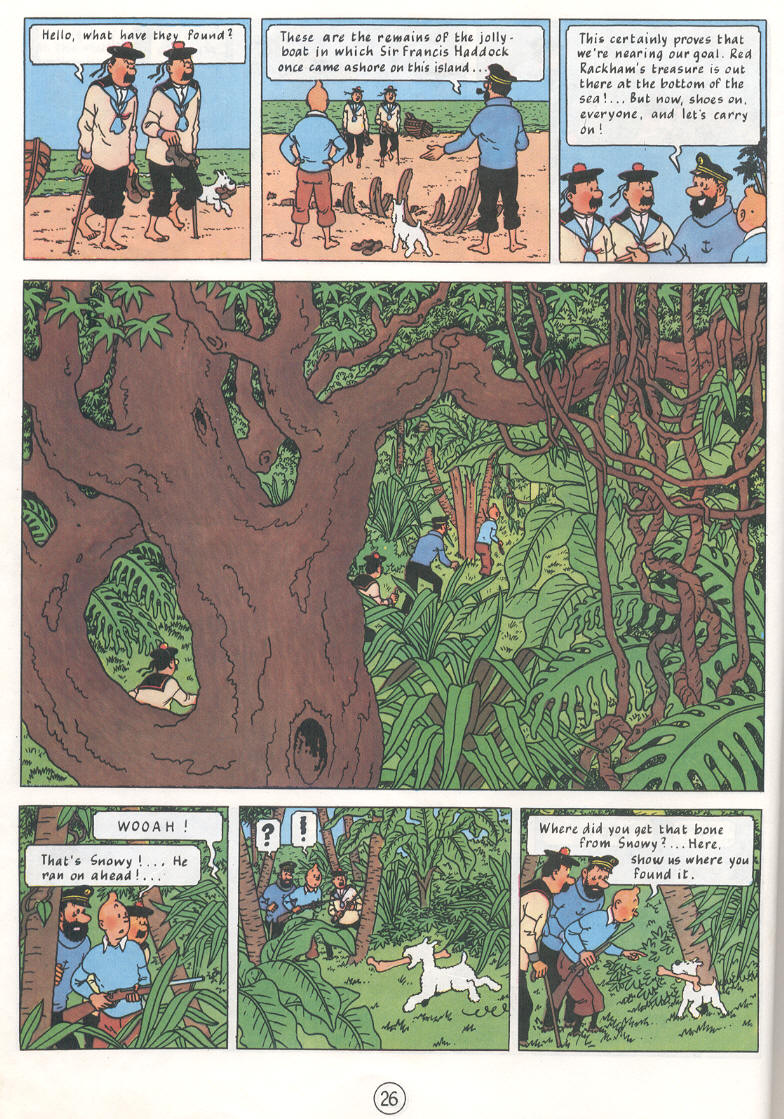 Hello, what have they found?
These are the remains of the jolly-
boat in which Sir Francis Haddock
once came ashore on this island...
This certainly proves that
we're nearing our goal. Red
Rackham's treasure is out
there at the bottom of the
sea!... But now, shoes on,
everyone, and let's carry
on!
WOOAH!
That's Snowy!... He
ran on ahead!...
?
!
Where did you get that bone
from Snowy?... Here,
show us where you
found it.
26